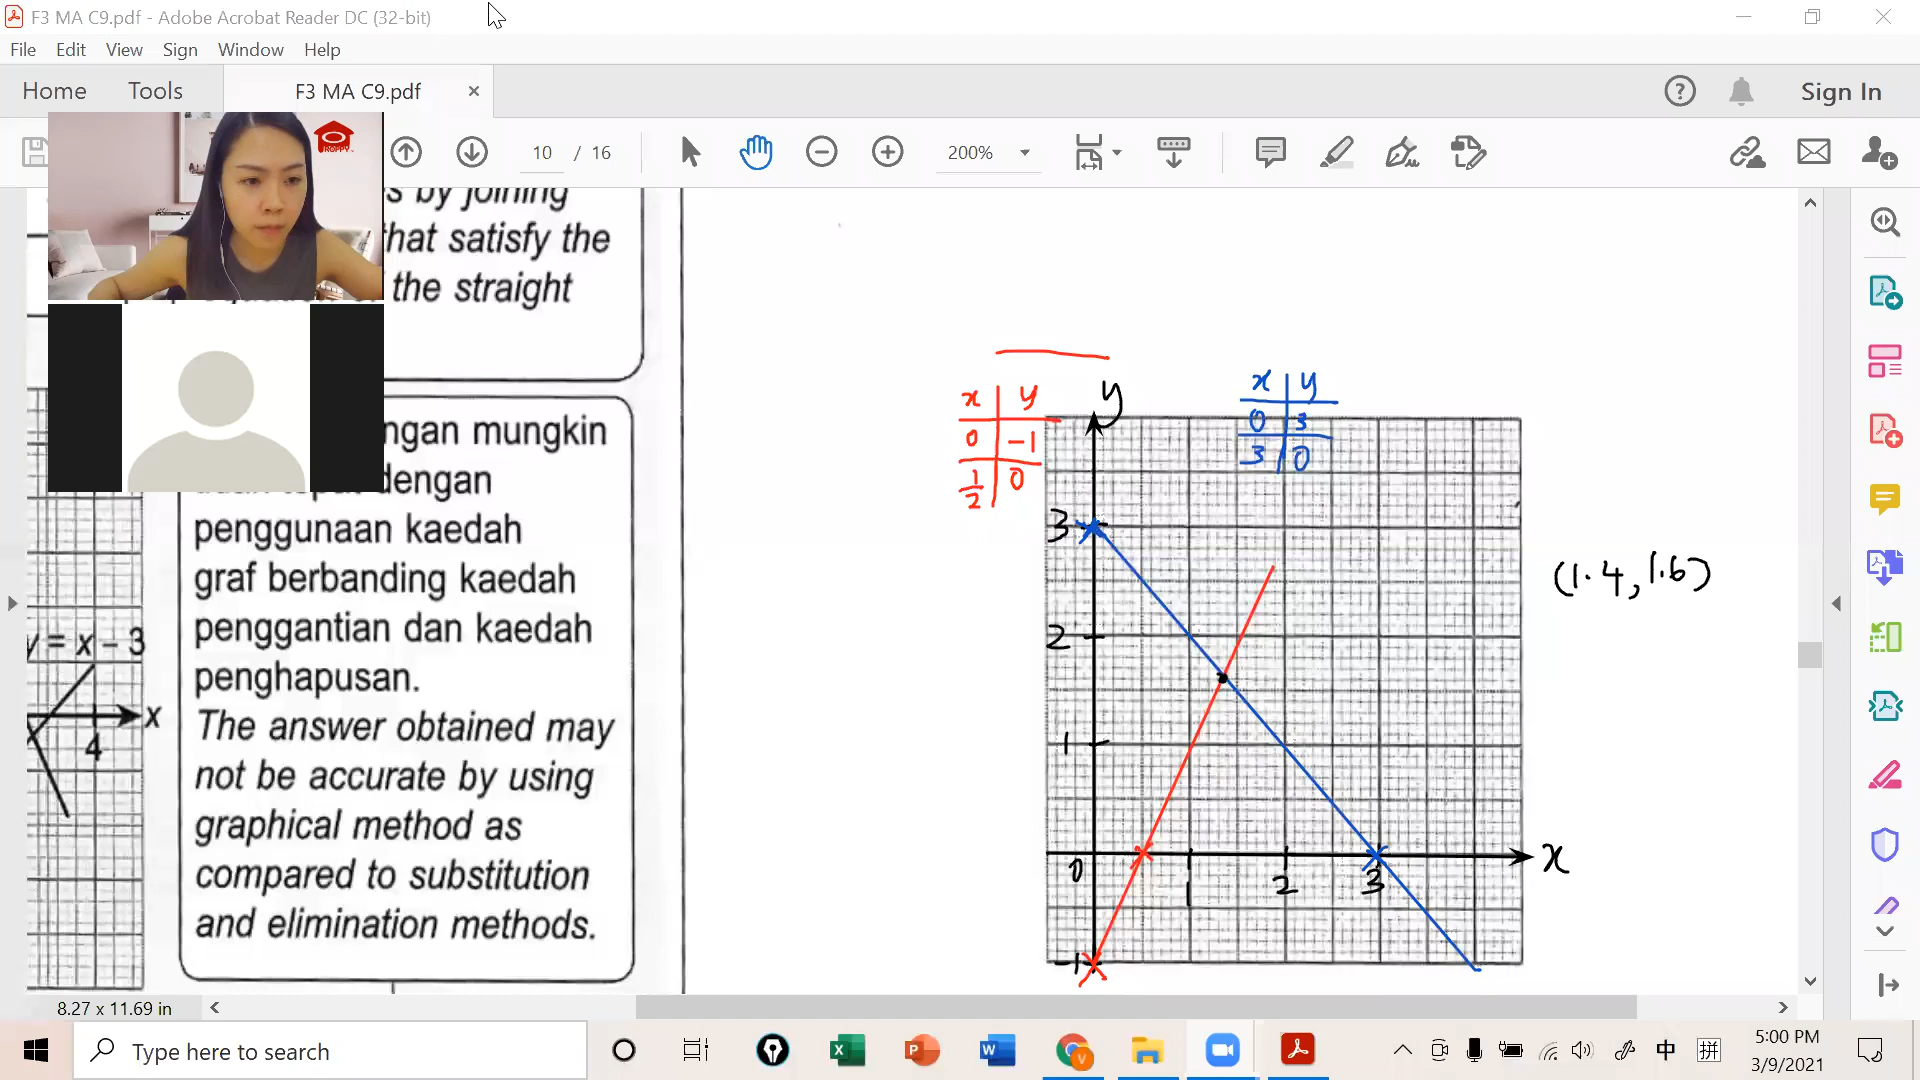 F3 MA C9.pdf - Adobe Acrobat Reader DC (32-bit)
File Edit View Sign Window Help
Home Tools F3 MA C9.pdf × Sign In
10 / 16 200%
s by joining
hat satisfy the
the straight
ngan mungkin
dengan
penggunaan kaedah
graf berbanding kaedah
penggantian dan kaedah
penghapusan.
The answer obtained may
not be accurate by using
graphical method as
compared to substitution
and elimination methods.
y = x - 3
x
4
x y
0 -1
1/2 0
y
x y
0 3
3 0
3
2
1
0
-1
1 2 3
x
(1.4, 1.6)
8.27 x 11.69 in
Type here to search
中 拼
5:00 PM
3/9/2021